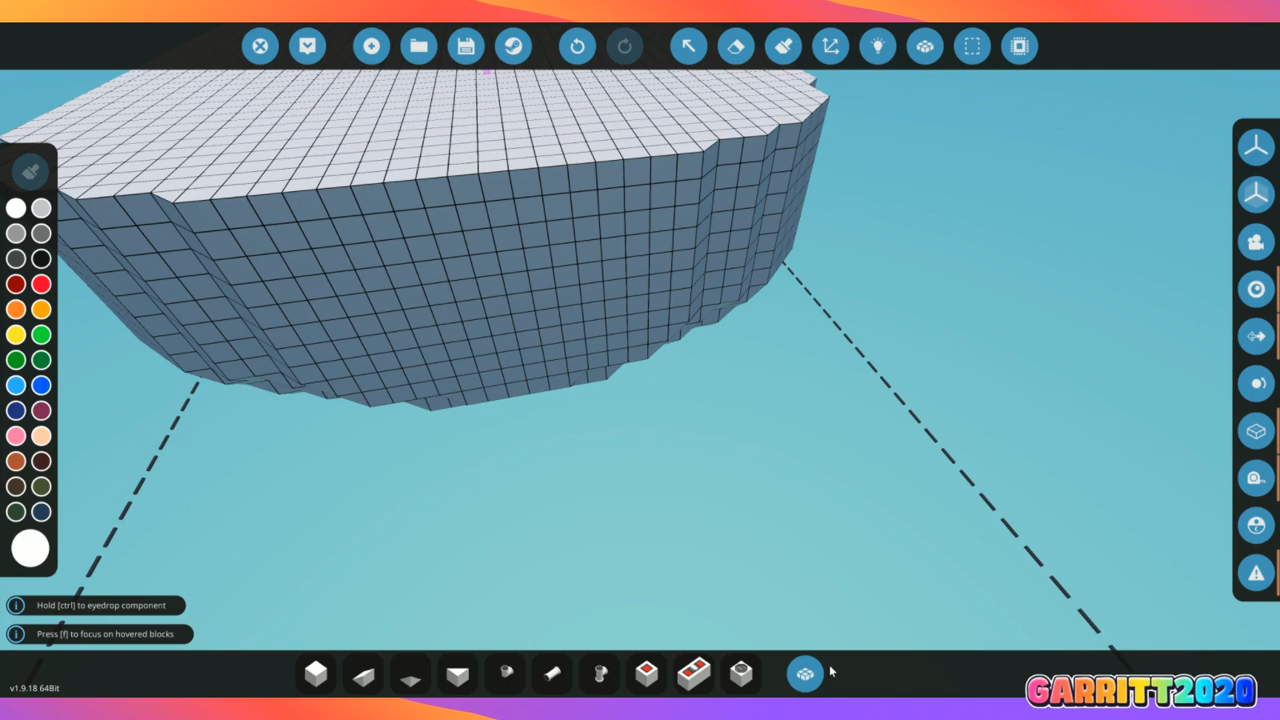 Hold [ctrl] to eyedrop component
Press [f] to focus on hovered blocks
v1.9.18 64Bit
GARRITT2020